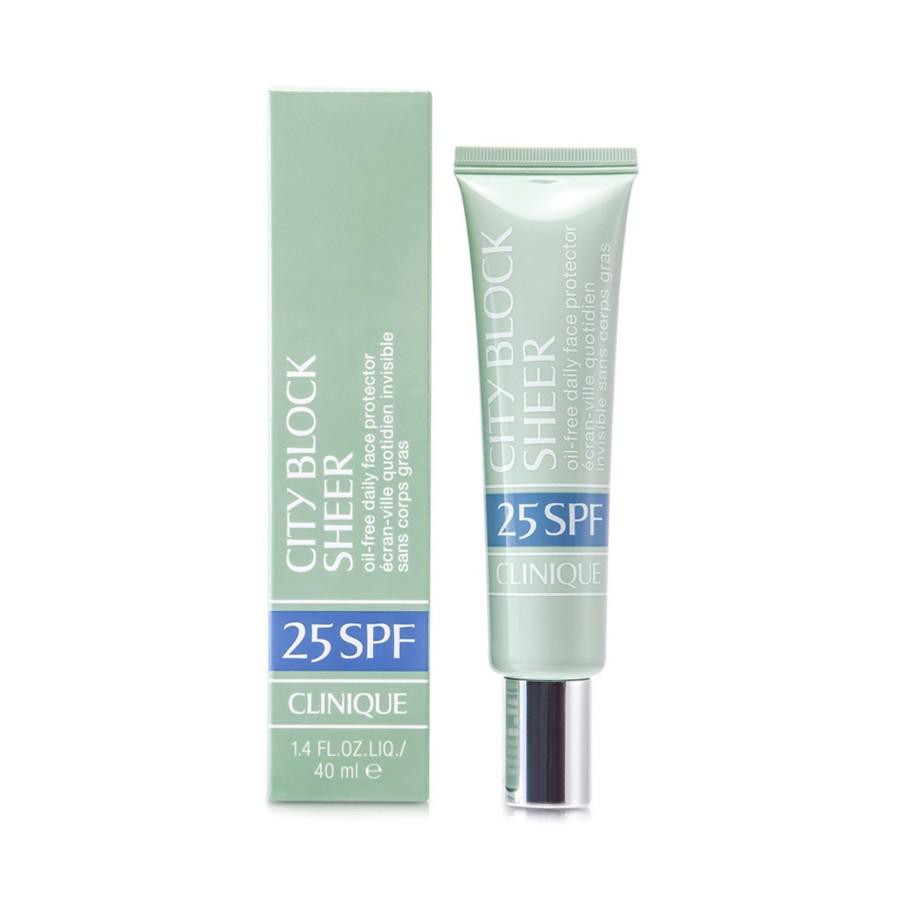 CITY BLOCK
SHEER
oil-free daily face protector
écran-ville quotidien invisible
sans corps gras
25 SPF
CLINIQUE
1.4 FL.OZ.LIQ./
40 ml ℮
CITY BLOCK
SHEER
oil-free daily face protector
écran-ville quotidien
invisible sans corps gras
25 SPF
CLINIQUE